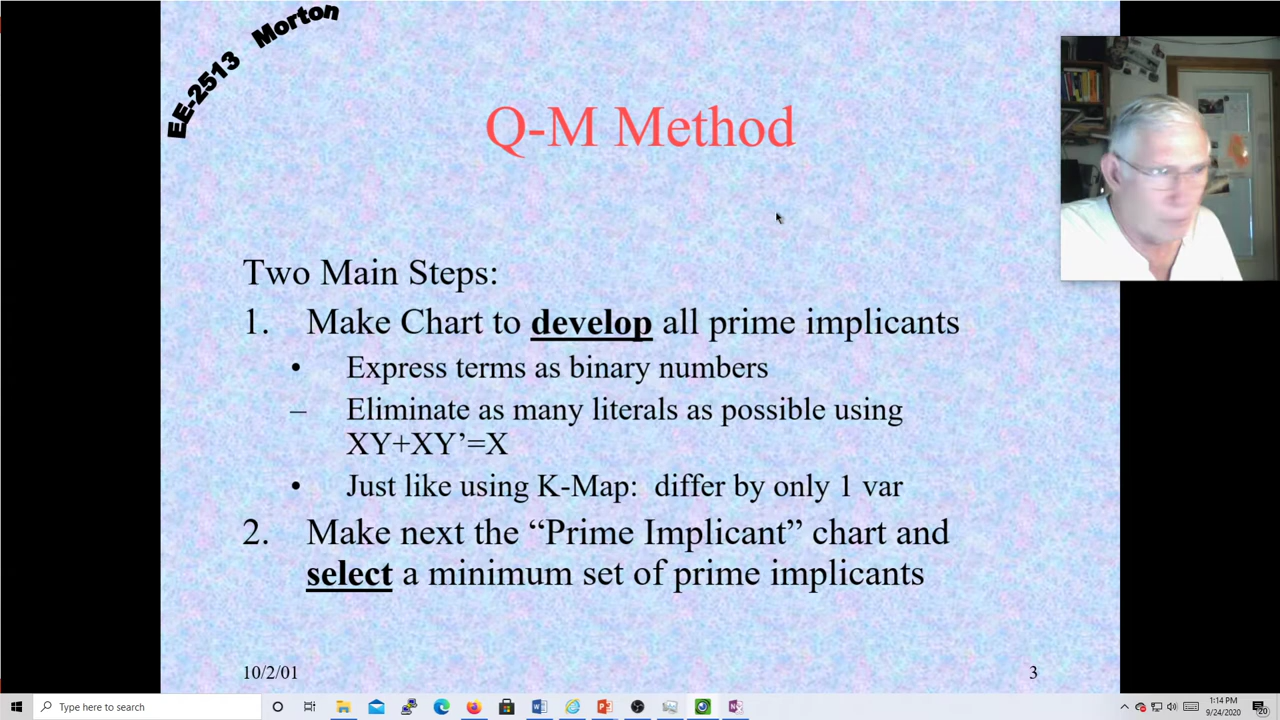 EE-2513 Morton
Q-M Method
Two Main Steps:
1. Make Chart to develop all prime implicants
• Express terms as binary numbers
– Eliminate as many literals as possible using
XY+XY’=X
• Just like using K-Map: differ by only 1 var
2. Make next the “Prime Implicant” chart and
select a minimum set of prime implicants
10/2/01
3
Type here to search
1:14 PM
9/24/2020
20